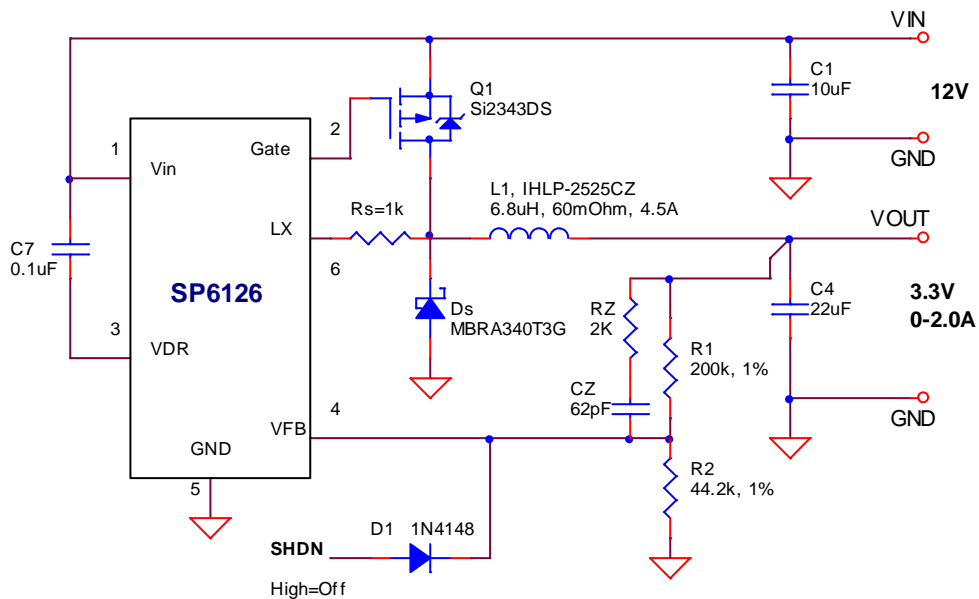 VIN
Q1
Si2343DS
C1
10uF
12V
2
1
Gate
Vin
GND
L1, IHLP-2525CZ
6.8uH, 60mOhm, 4.5A
Rs=1k
LX
VOUT
C7
0.1uF
6
SP6126
C4
22uF
3.3V
0-2.0A
Ds
MBRA340T3G
RZ
2K
3
VDR
R1
200k, 1%
CZ
62pF
4
VFB
GND
GND
R2
44.2k, 1%
5
D1 1N4148
SHDN
High=Off